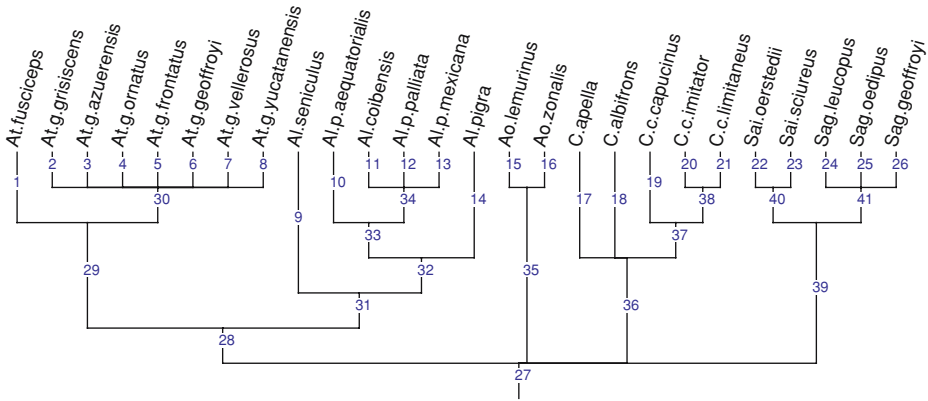 At.fusciceps
At.g.grisiscens
At.g.azuerensis
At.g.ornatus
At.g.frontatus
At.g.geoffroyi
At.g.vellerosus
At.g.yucatanensis
Al.seniculus
Al.p.aequatorialis
Al.coibensis
Al.p.palliata
Al.p.mexicana
Al.pigra
Ao.lemurinus
Ao.zonalis
C.apella
C.albifrons
C.c.capucinus
C.c.imitator
C.c.limitaneus
Sai.oerstedii
Sai.sciureus
Sag.leucopus
Sag.oedipus
Sag.geoffroyi
1
2
3
4
5
6
7
8
9
10
11
12
13
14
15
16
17
18
19
20
21
22
23
24
25
26
30
34
38
40
41
33
37
29
32
35
31
36
39
28
27